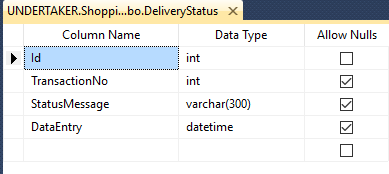 UNDERTAKER.Shoppi...bo.DeliveryStatus
Column Name Data Type Allow Nulls
Id int
TransactionNo int
StatusMessage varchar(300)
DataEntry datetime